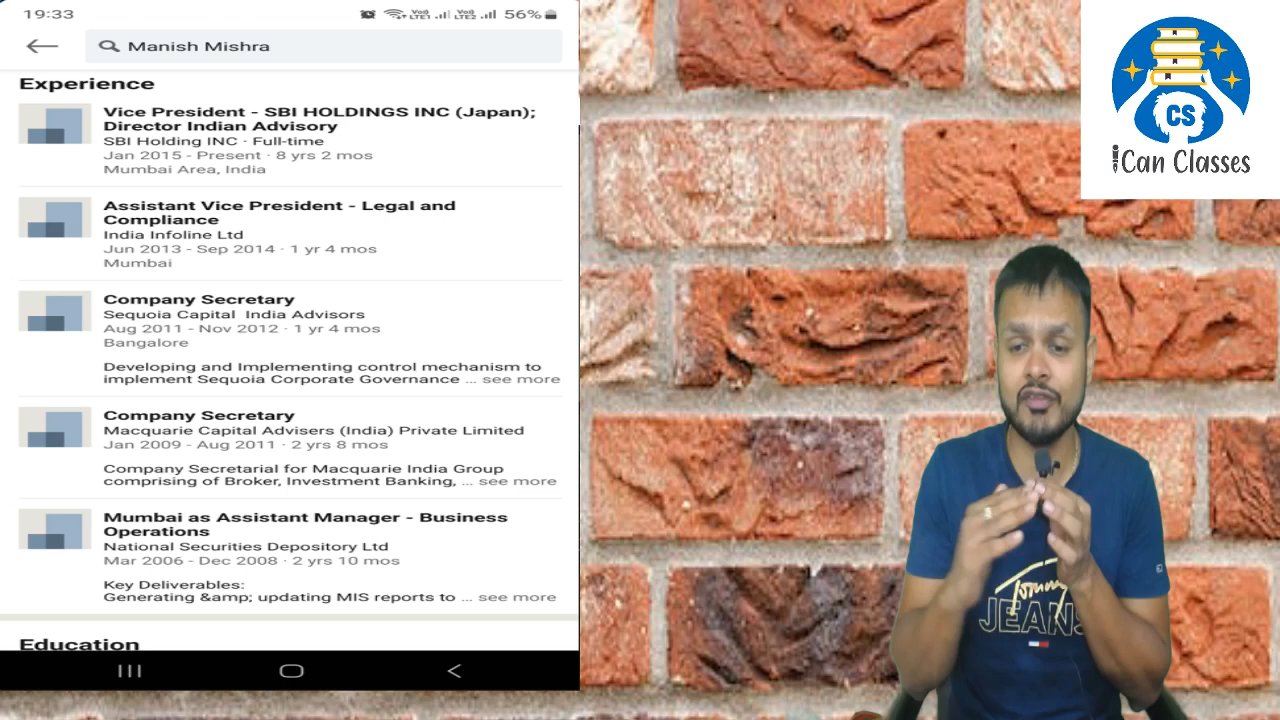 19:33
Vo)) LTE1
Vo)) LTE2
56%
Manish Mishra
Experience
Vice President - SBI HOLDINGS INC (Japan);
Director Indian Advisory
SBI Holding INC · Full-time
Jan 2015 - Present · 8 yrs 2 mos
Mumbai Area, India
Assistant Vice President - Legal and
Compliance
India Infoline Ltd
Jun 2013 - Sep 2014 · 1 yr 4 mos
Mumbai
Company Secretary
Sequoia Capital India Advisors
Aug 2011 - Nov 2012 · 1 yr 4 mos
Bangalore
Developing and Implementing control mechanism to
implement Sequoia Corporate Governance ... see more
Company Secretary
Macquarie Capital Advisers (India) Private Limited
Jan 2009 - Aug 2011 · 2 yrs 8 mos
Company Secretarial for Macquarie India Group
comprising of Broker, Investment Banking, ... see more
Mumbai as Assistant Manager - Business
Operations
National Securities Depository Ltd
Mar 2006 - Dec 2008 · 2 yrs 10 mos
Key Deliverables:
Generating &amp; updating MIS reports to ... see more
Education
CS
iCan Classes
Tommy
JEANS